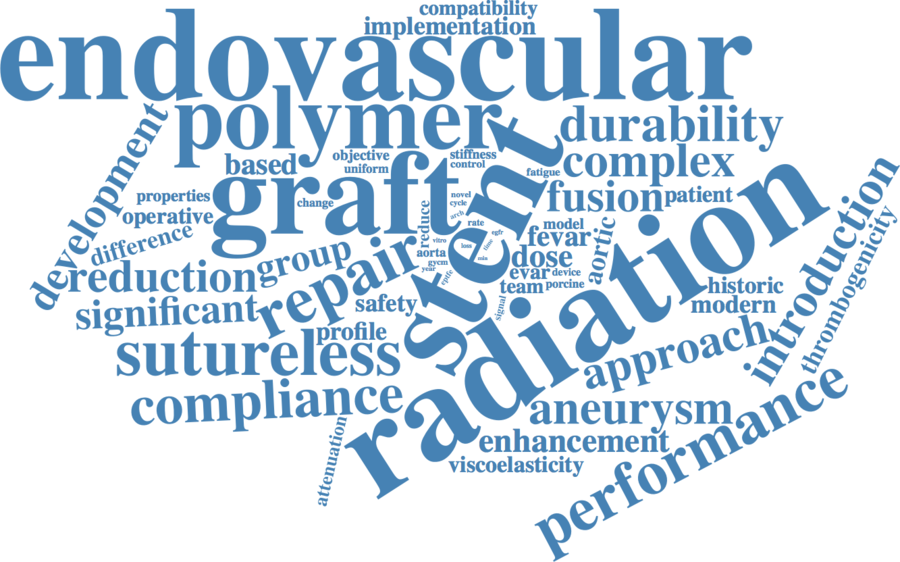 compatibility
implementation
endovascular
polymer
durability
development
based
objective
stiffness
control
uniform
fatigue
complex
properties
graft
change
novel
cycle
fusion
patient
operative
reduce
stent
rate
model
difference
vitro
egfr
fevar
aortic
introduction
thrombogenicity
group
repair
aorta
loss
dose
reduction
gycm
year
eptfe
evar
device
team
porcine
radiation
historic
modern
significant
safety
signal
profile
sutureless
approach
compliance
aneurysm
attenuation
enhancement
viscoelasticity
performance